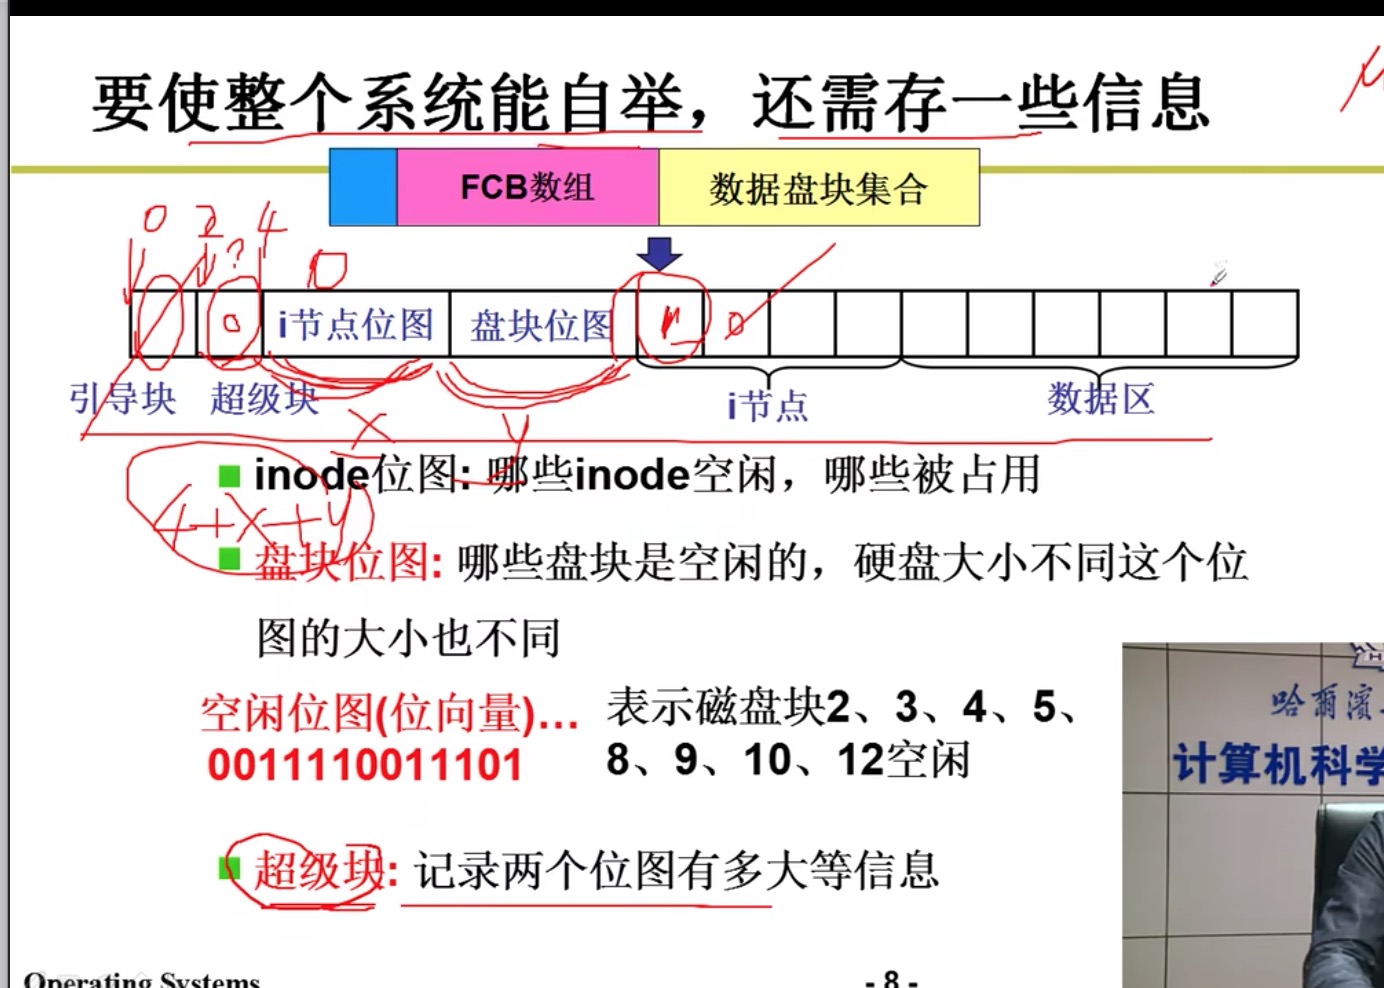 要使整个系统能自举，还需存一些信息
FCB数组
数据盘块集合
0 2 4
?
i节点位图
盘块位图
引导块
超级块
i节点
数据区
x
y
inode位图: 哪些inode空闲，哪些被占用
4+x+y
盘块位图: 哪些盘块是空闲的，硬盘大小不同这个位
图的大小也不同
空闲位图(位向量)…
0011110011101
表示磁盘块2、3、4、5、
8、9、10、12空闲
超级块: 记录两个位图有多大等信息
哈爾濱
计算机科学
Operating Systems
- 8 -